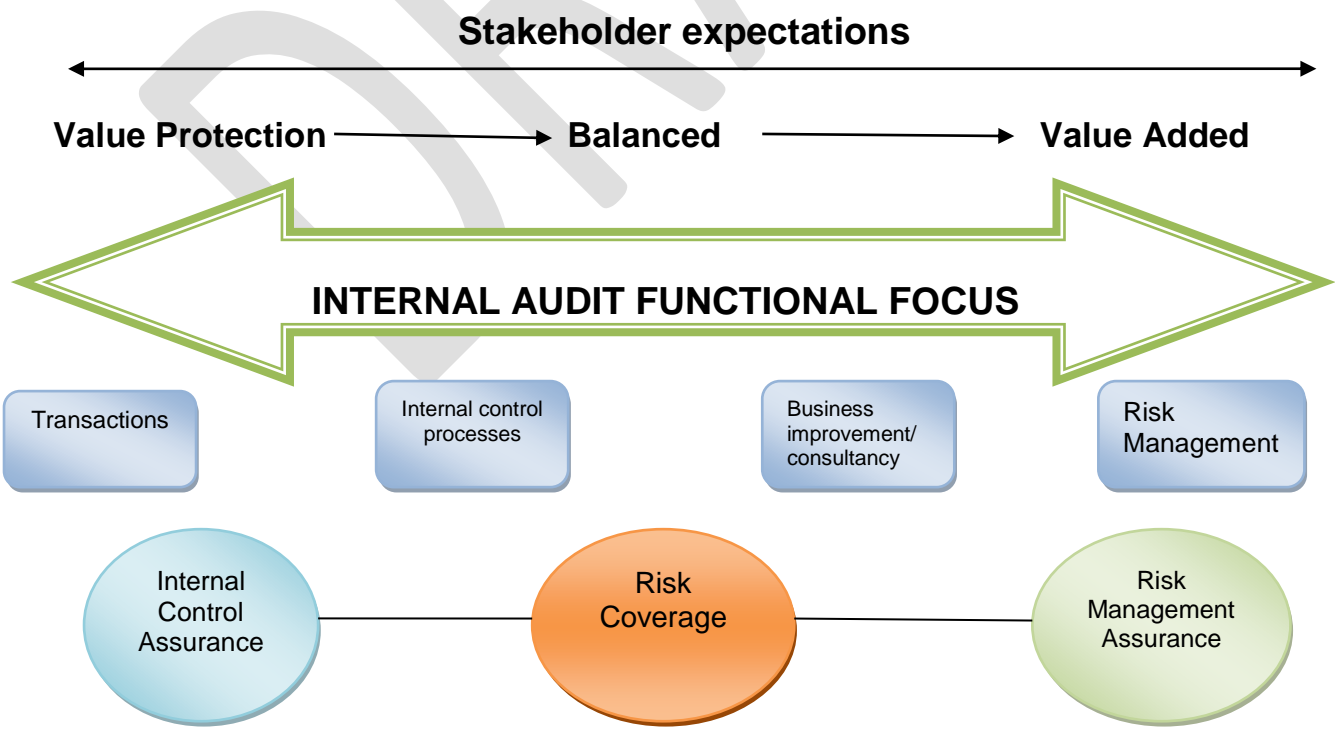 Stakeholder expectations
Value Protection
Balanced
Value Added
INTERNAL AUDIT FUNCTIONAL FOCUS
Transactions
Internal control
processes
Business
improvement/
consultancy
Risk
Management
Internal
Control
Assurance
Risk
Coverage
Risk
Management
Assurance